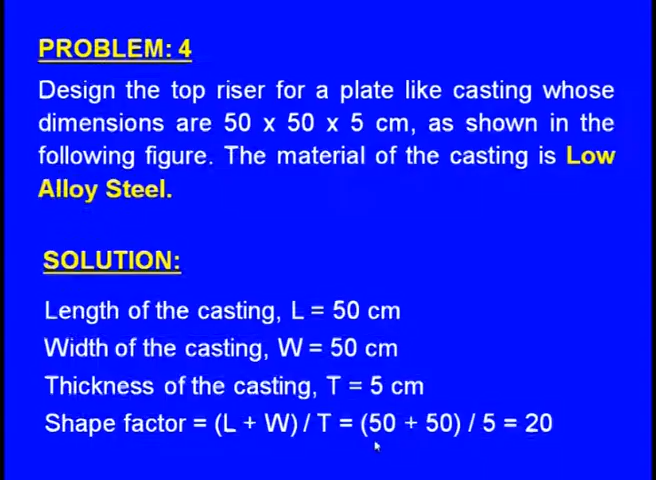 PROBLEM: 4
Design the top riser for a plate like casting whose
dimensions are 50 x 50 x 5 cm, as shown in the
following figure. The material of the casting is Low
Alloy Steel.
SOLUTION:
Length of the casting, L = 50 cm
Width of the casting, W = 50 cm
Thickness of the casting, T = 5 cm
Shape factor = (L + W) / T = (50 + 50) / 5 = 20